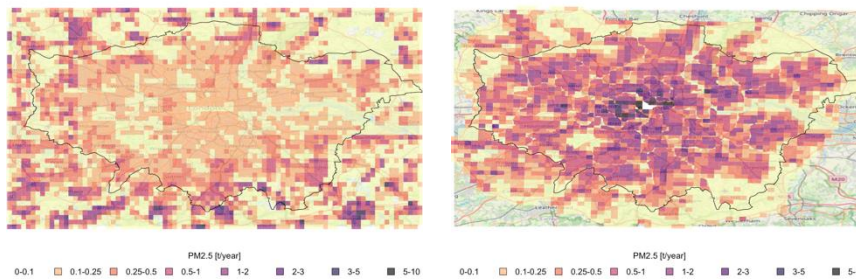 PM2.5 [t/year]
0-0.1 0.1-0.25 0.25-0.5 0.5-1 1-2 2-3 3-5 5-10
PM2.5 [t/year]
0-0.1 0.1-0.25 0.25-0.5 0.5-1 1-2 2-3 3-5 5-